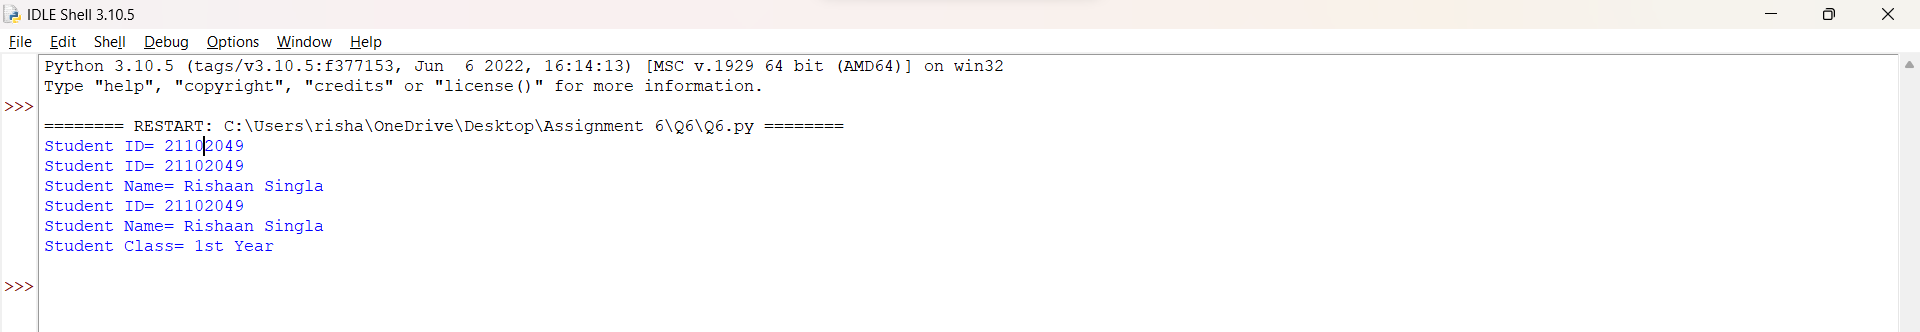 IDLE Shell 3.10.5
File Edit Shell Debug Options Window Help
Python 3.10.5 (tags/v3.10.5:f377153, Jun  6 2022, 16:14:13) [MSC v.1929 64 bit (AMD64)] on win32
Type "help", "copyright", "credits" or "license()" for more information.
>>>
======== RESTART: C:\Users\risha\OneDrive\Desktop\Assignment 6\Q6\Q6.py ========
Student ID= 21102049
Student ID= 21102049
Student Name= Rishaan Singla
Student ID= 21102049
Student Name= Rishaan Singla
Student Class= 1st Year
>>>